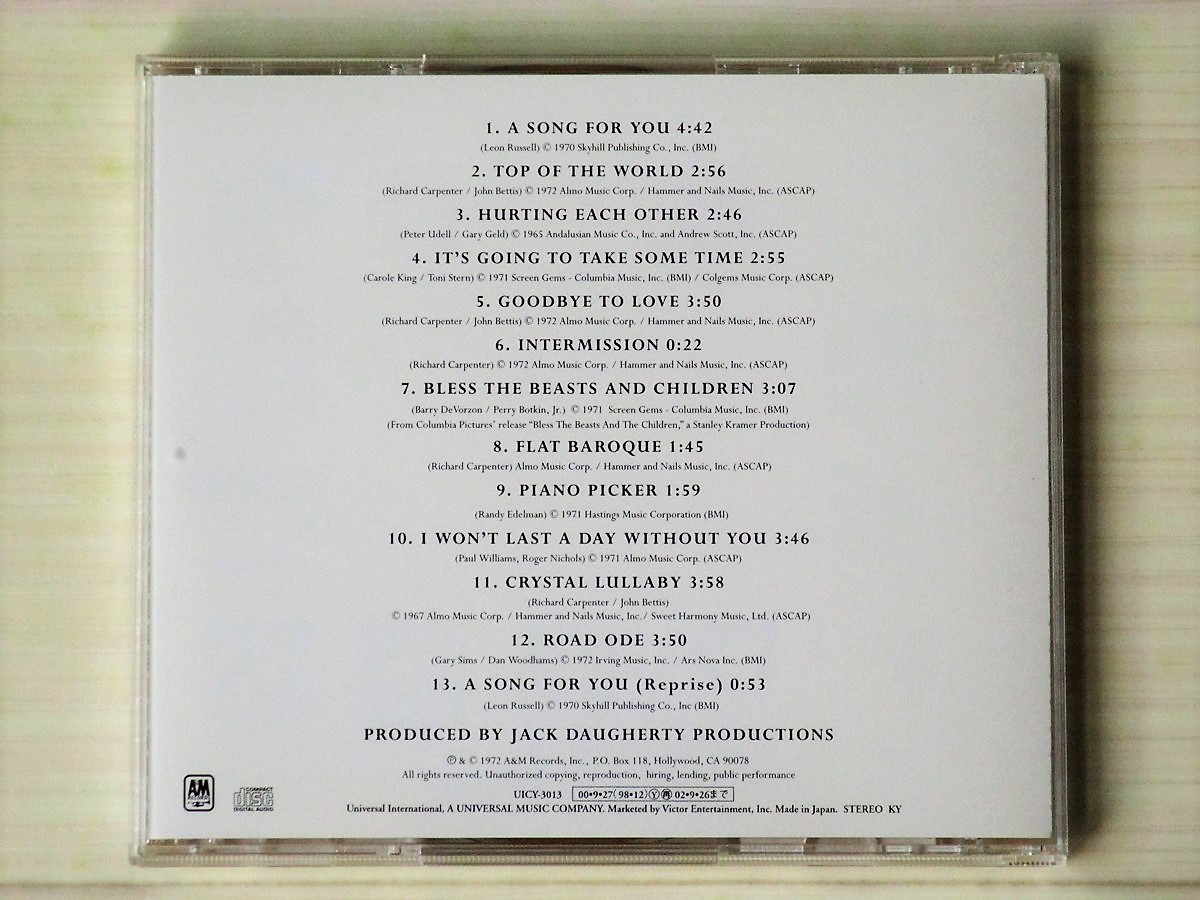 1. A SONG FOR YOU 4:42
(Leon Russell) © 1970 Skyhill Publishing Co., Inc. (BMI)
2. TOP OF THE WORLD 2:56
(Richard Carpenter / John Bettis) © 1972 Almo Music Corp. / Hammer and Nails Music, Inc. (ASCAP)
3. HURTING EACH OTHER 2:46
(Peter Udell / Gary Geld) © 1965 Andalusian Music Co., Inc. and Andrew Scott, Inc. (ASCAP)
4. IT'S GOING TO TAKE SOME TIME 2:55
(Carole King / Toni Stern) © 1971 Screen Gems - Columbia Music, Inc. (BMI) / Colgems Music Corp. (ASCAP)
5. GOODBYE TO LOVE 3:50
(Richard Carpenter / John Bettis) © 1972 Almo Music Corp. / Hammer and Nails Music, Inc. (ASCAP)
6. INTERMISSION 0:22
(Richard Carpenter) © 1972 Almo Music Corp. / Hammer and Nails Music, Inc. (ASCAP)
7. BLESS THE BEASTS AND CHILDREN 3:07
(Barry DeVorzon / Perry Botkin, Jr.) © 1971 Screen Gems - Columbia Music, Inc. (BMI)
(From Columbia Pictures' release "Bless The Beasts And The Children," a Stanley Kramer Production)
8. FLAT BAROQUE 1:45
(Richard Carpenter) Almo Music Corp. / Hammer and Nails Music, Inc. (ASCAP)
9. PIANO PICKER 1:59
(Randy Edelman) © 1971 Hastings Music Corporation (BMI)
10. I WON'T LAST A DAY WITHOUT YOU 3:46
(Paul Williams, Roger Nichols) © 1971 Almo Music Corp. (ASCAP)
11. CRYSTAL LULLABY 3:58
(Richard Carpenter / John Bettis)
© 1967 Almo Music Corp. / Hammer and Nails Music, Inc./ Sweet Harmony Music, Ltd. (ASCAP)
12. ROAD ODE 3:50
(Gary Sims / Dan Woodhams) © 1972 Irving Music, Inc. / Ars Nova Inc. (BMI)
13. A SONG FOR YOU (Reprise) 0:53
(Leon Russell) © 1970 Skyhill Publishing Co., Inc (BMI)
PRODUCED BY JACK DAUGHERTY PRODUCTIONS
℗ & © 1972 A&M Records, Inc., P.O. Box 118, Hollywood, CA 90078
All rights reserved. Unauthorized copying, reproduction, hiring, lending, public performance
A&M RECORDS
COMPACT disc DIGITAL AUDIO
UICY-3013 00•9•27(98•12)Ⓨ㊢ 02•9•26まで
Universal International, A UNIVERSAL MUSIC COMPANY. Marketed by Victor Entertainment, Inc. Made in Japan. STEREO KY